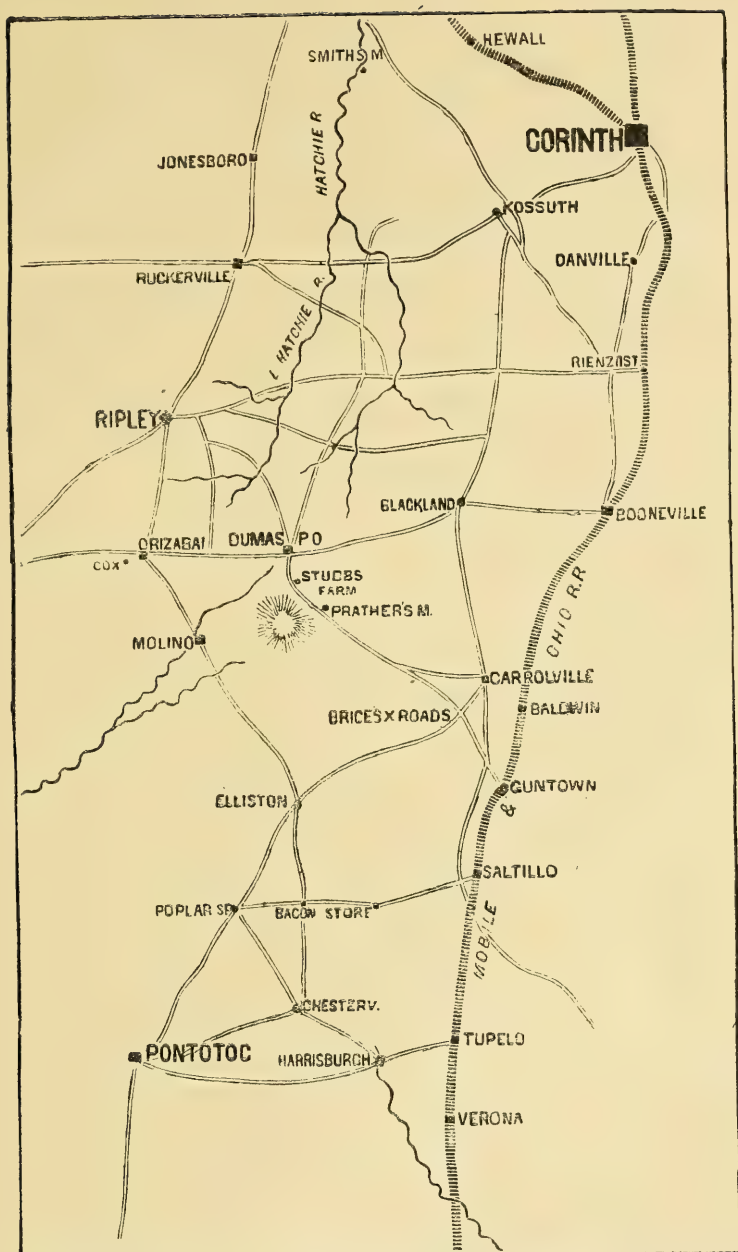 HEWALL
SMITHS M
CORINTH
HATCHIE R
JONESBORO
KOSSUTH
DANVILLE
RUCKERVILLE
L HATCHIE R.
RIENZI ST
RIPLEY
BLACKLAND
BOONEVILLE
ORIZABAI
DUMAS P.O
COX
STUBBS
FARM
PRATHER'S M.
OHIO R.R
MOLINO
CARROLVILLE
BRICES X ROADS
BALDWIN
GUNTOWN
ELLISTON
&
SALTILLO
POPLAR SP.
BACON STORE
MOBILE
CHESTERV.
PONTOTOC
HARRISBURGH
TUPELO
VERONA